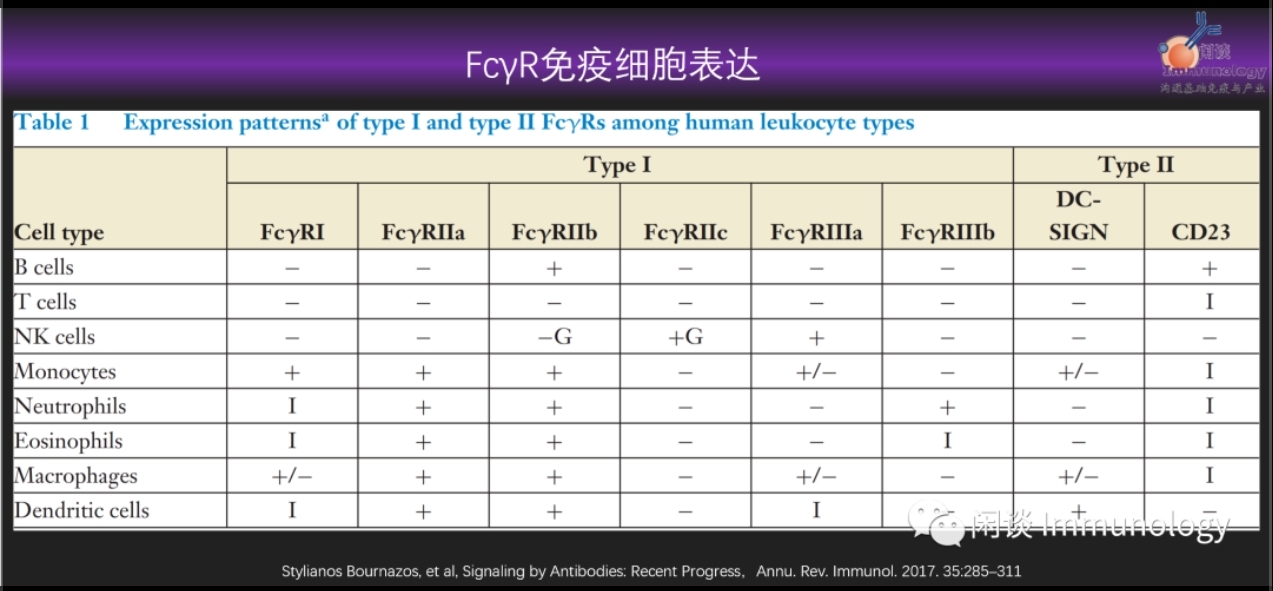 FcγR免疫细胞表达
闲谈
Immunology
沟通基础免疫与产业
Table 1 Expression patternsᵃ of type I and type II FcγRs among human leukocyte types
Type I Type II
Cell type FcγRI FcγRIIa FcγRIIb FcγRIIc FcγRIIIa FcγRIIIb DC-SIGN CD23
B cells − − + − − − − +
T cells − − − − − − − I
NK cells − − −G +G + − − −
Monocytes + + + − +/− − +/− I
Neutrophils I + + − − + − I
Eosinophils I + + − − I − I
Macrophages +/− + + − +/− − +/− I
Dendritic cells I + + − I − + −
闲谈 Immunology
Stylianos Bournazos, et al, Signaling by Antibodies: Recent Progress, Annu. Rev. Immunol. 2017. 35:285–311